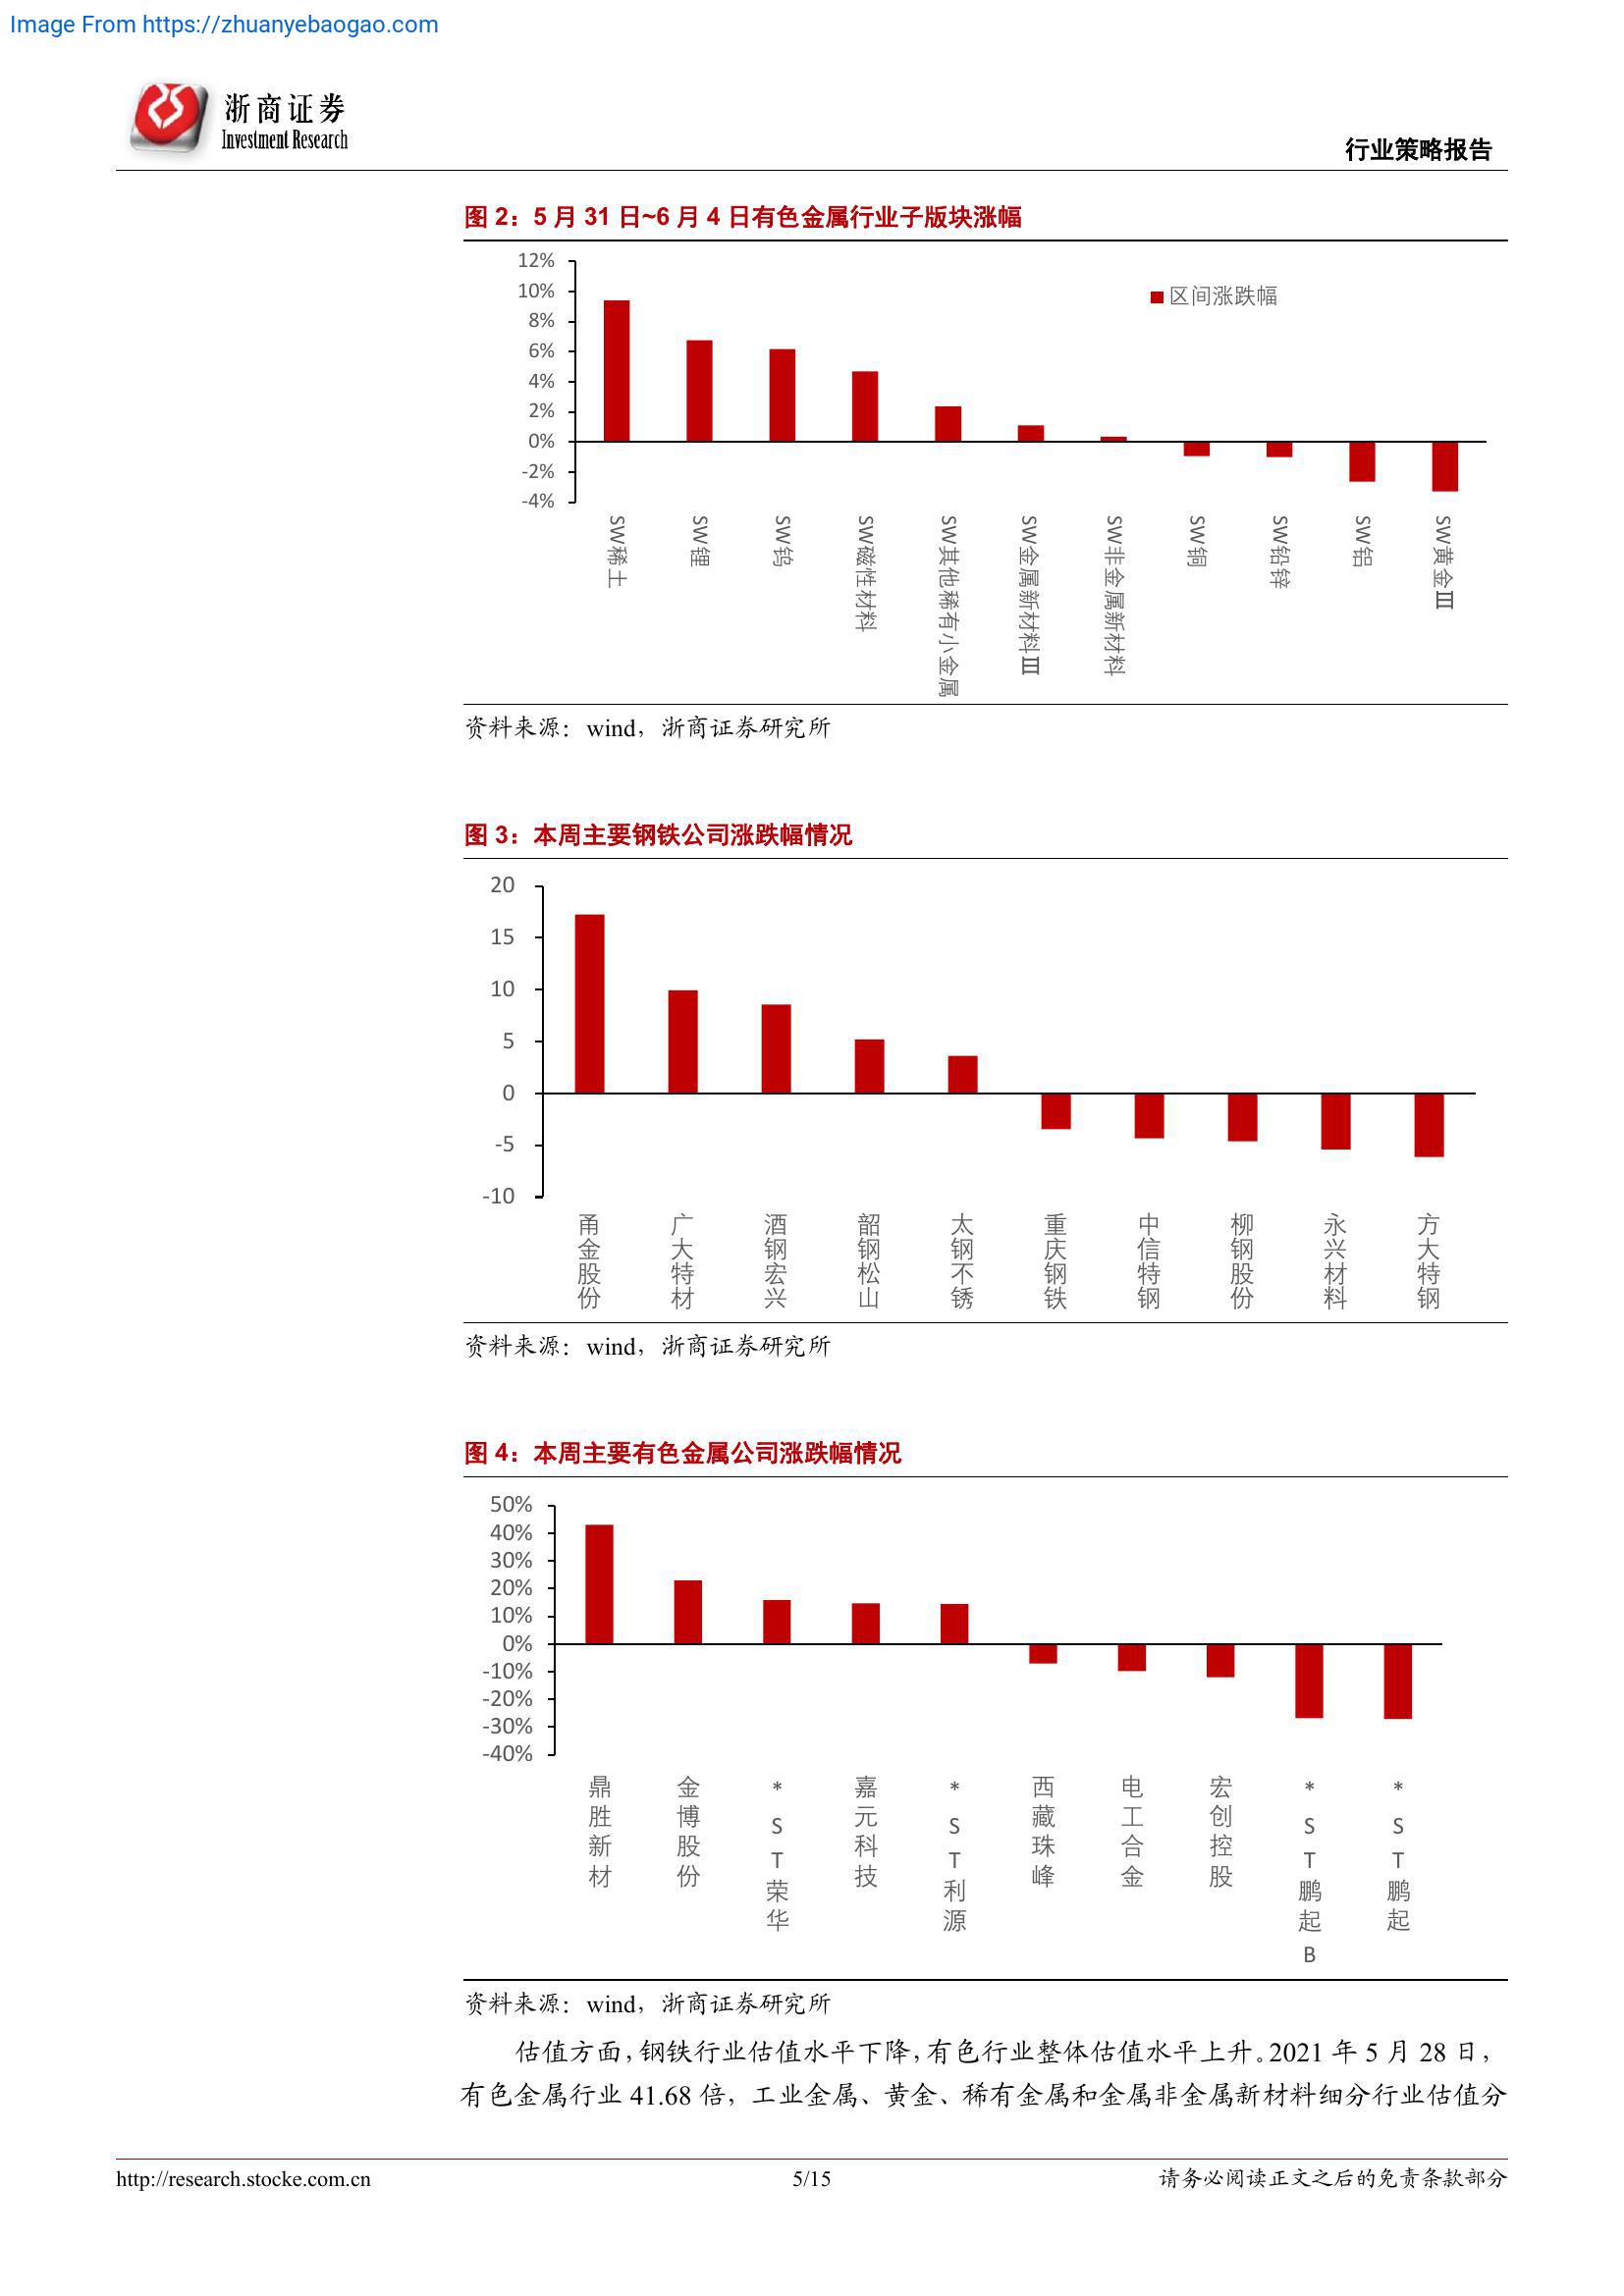 Image From https://zhuanyebaogao.com
浙商证券
Investment Research
行业策略报告
图 2：5 月 31 日~6 月 4 日有色金属行业子版块涨幅
12%
10%
8%
6%
4%
2%
0%
-2%
-4%
区间涨跌幅
SW稀土
SW锂
SW钨
SW磁性材料
SW其他稀有小金属
SW金属新材料Ⅲ
SW非金属新材料
SW铜
SW铅锌
SW铝
SW黄金Ⅲ
资料来源：wind，浙商证券研究所
图 3：本周主要钢铁公司涨跌幅情况
20
15
10
5
0
-5
-10
甬金股份
广大特材
酒钢宏兴
韶钢松山
太钢不锈
重庆钢铁
中信特钢
柳钢股份
永兴材料
方大特钢
资料来源：wind，浙商证券研究所
图 4：本周主要有色金属公司涨跌幅情况
50%
40%
30%
20%
10%
0%
-10%
-20%
-30%
-40%
鼎胜新材
金博股份
*ST荣华
嘉元科技
*ST利源
西藏珠峰
电工合金
宏创控股
*ST鹏起B
*ST鹏起
资料来源：wind，浙商证券研究所
估值方面，钢铁行业估值水平下降，有色行业整体估值水平上升。2021 年 5 月 28 日，
有色金属行业 41.68 倍，工业金属、黄金、稀有金属和金属非金属新材料细分行业估值分
http://research.stocke.com.cn
5/15
请务必阅读正文之后的免责条款部分